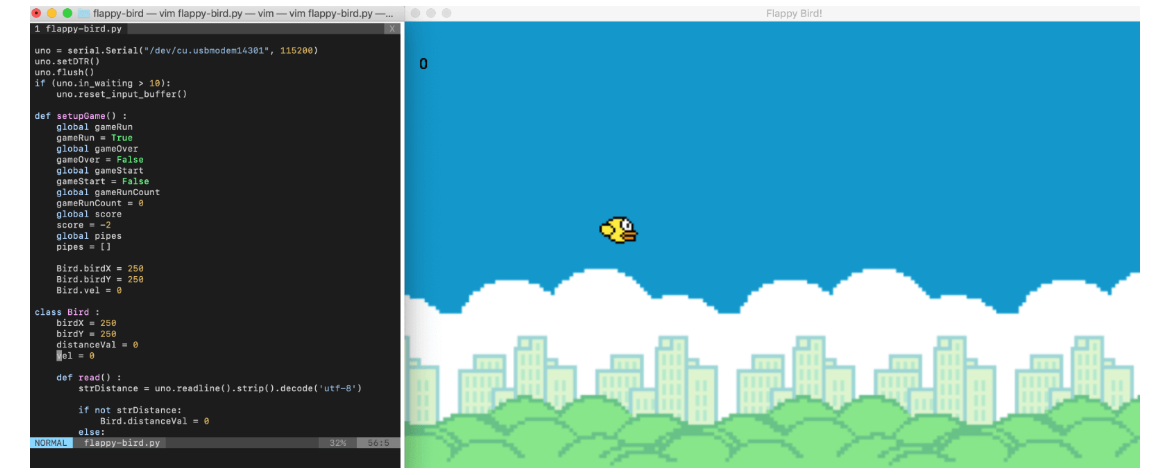 flappy-bird — vim flappy-bird.py — vim — vim flappy-bird.py —...
1 flappy-bird.py X
uno = serial.Serial("/dev/cu.usbmodem14301", 115200)
uno.setDTR()
uno.flush()
if (uno.in_waiting > 10):
    uno.reset_input_buffer()
def setupGame() :
    global gameRun
    gameRun = True
    global gameOver
    gameOver = False
    global gameStart
    gameStart = False
    global gameRunCount
    gameRunCount = 0
    global score
    score = -2
    global pipes
    pipes = []
    Bird.birdX = 250
    Bird.birdY = 250
    Bird.vel = 0
class Bird :
    birdX = 250
    birdY = 250
    distanceVal = 0
    vel = 0
    def read() :
        strDistance = uno.readline().strip().decode('utf-8')
        if not strDistance:
            Bird.distanceVal = 0
        else:
NORMAL flappy-bird.py 32% 56:5
Flappy Bird!
0